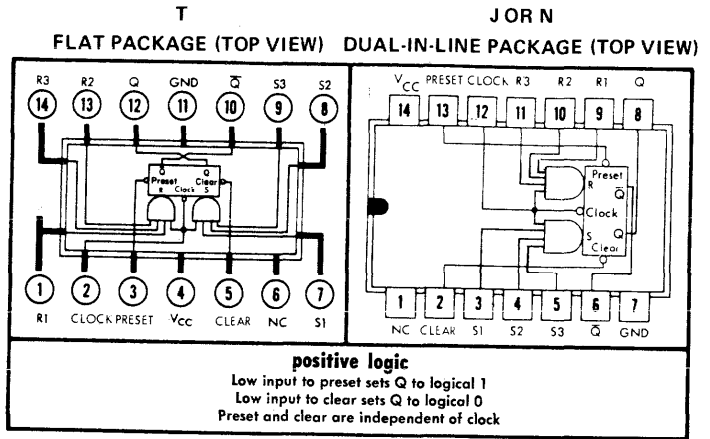 T
FLAT PACKAGE (TOP VIEW)
R3 R2 Q GND Q̅ S3 S2
14 13 12 11 10 9 8
Q̅ Q
Preset Clear
R Clock S
1 2 3 4 5 6 7
R1 CLOCK PRESET VCC CLEAR NC S1
J OR N
DUAL-IN-LINE PACKAGE (TOP VIEW)
VCC PRESET CLOCK R3 R2 R1 Q
14 13 12 11 10 9 8
Preset
R
Q̅
Clock
S
Q
Clear
1 2 3 4 5 6 7
NC CLEAR S1 S2 S3 Q̅ GND
positive logic
Low input to preset sets Q to logical 1
Low input to clear sets Q to logical 0
Preset and clear are independent of clock